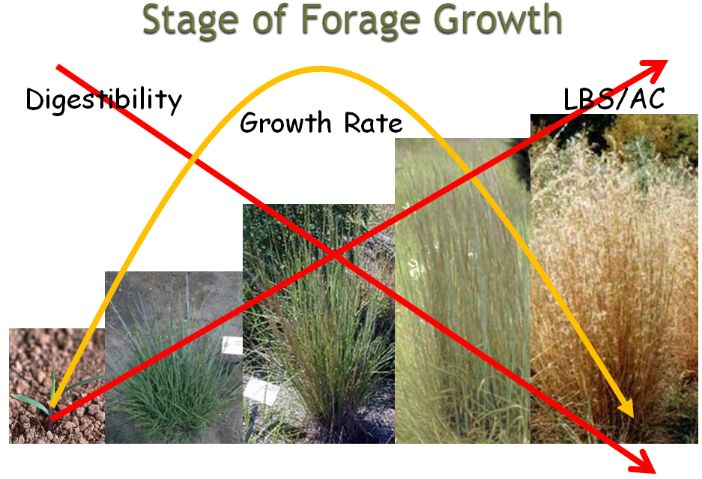 Stage of Forage Growth
Digestibility
Growth Rate
LBS/AC